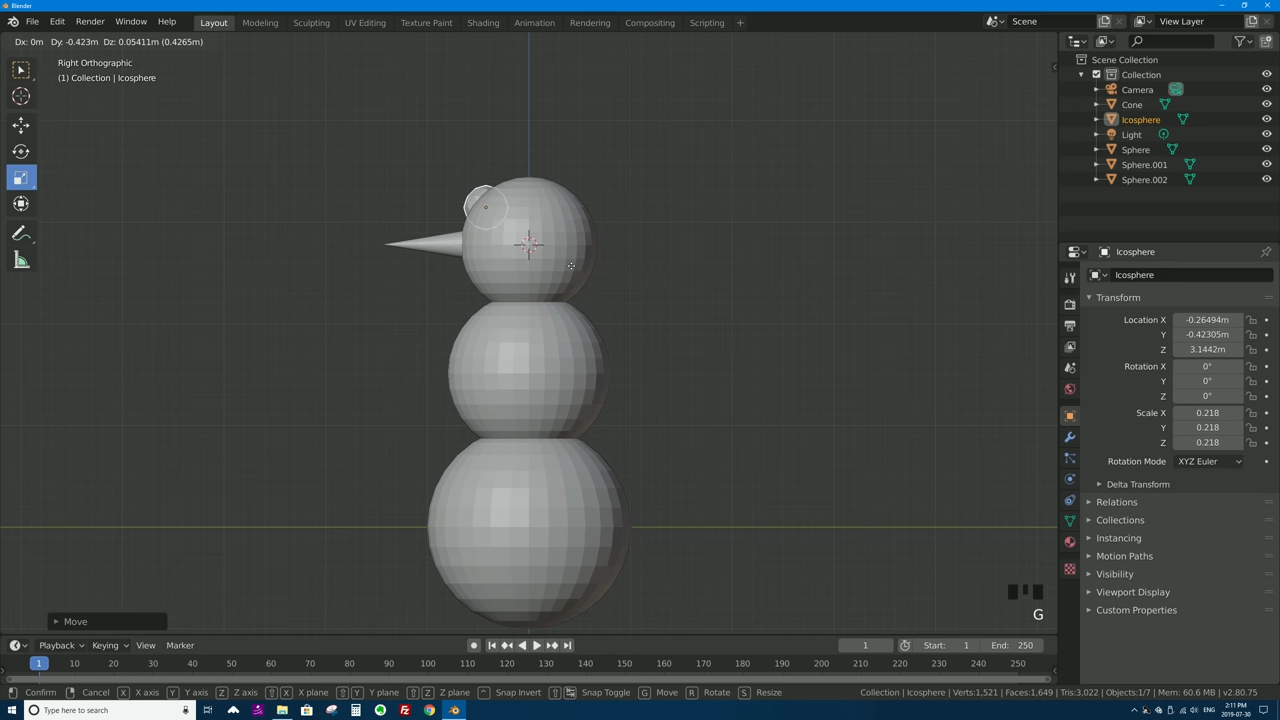 Blender
File Edit Render Window Help Layout Modeling Sculpting UV Editing Texture Paint Shading Animation Rendering Compositing Scripting + Scene View Layer
Dx: 0m Dy: -0.423m Dz: 0.05411m (0.4265m)
Right Orthographic
(1) Collection | Icosphere
Scene Collection
Collection
Camera
Cone
Icosphere
Light
Sphere
Sphere.001
Sphere.002
Icosphere
Icosphere
Transform
Location X -0.26494m
Y -0.42305m
Z 3.1442m
Rotation X 0°
Y 0°
Z 0°
Scale X 0.218
Y 0.218
Z 0.218
Rotation Mode XYZ Euler
Delta Transform
Relations
Collections
Instancing
Motion Paths
Visibility
Viewport Display
Custom Properties
G
Move
Playback Keying View Marker 1 Start: 1 End: 250
1 10 20 30 40 50 60 70 80 90 100 110 120 130 140 150 160 170 180 190 200 210 220 230 240 250
Confirm Cancel X X axis Y Y axis Z Z axis X X plane Y Y plane Z Z plane ^ Snap Invert Snap Toggle G Move R Rotate S Resize Collection | Icosphere | Verts:1,521 | Faces:1,649 | Tris:3,022 | Objects:1/7 | Mem: 60.6 MB | v2.80.75
Type here to search ENG 2:11 PM
2019-07-30